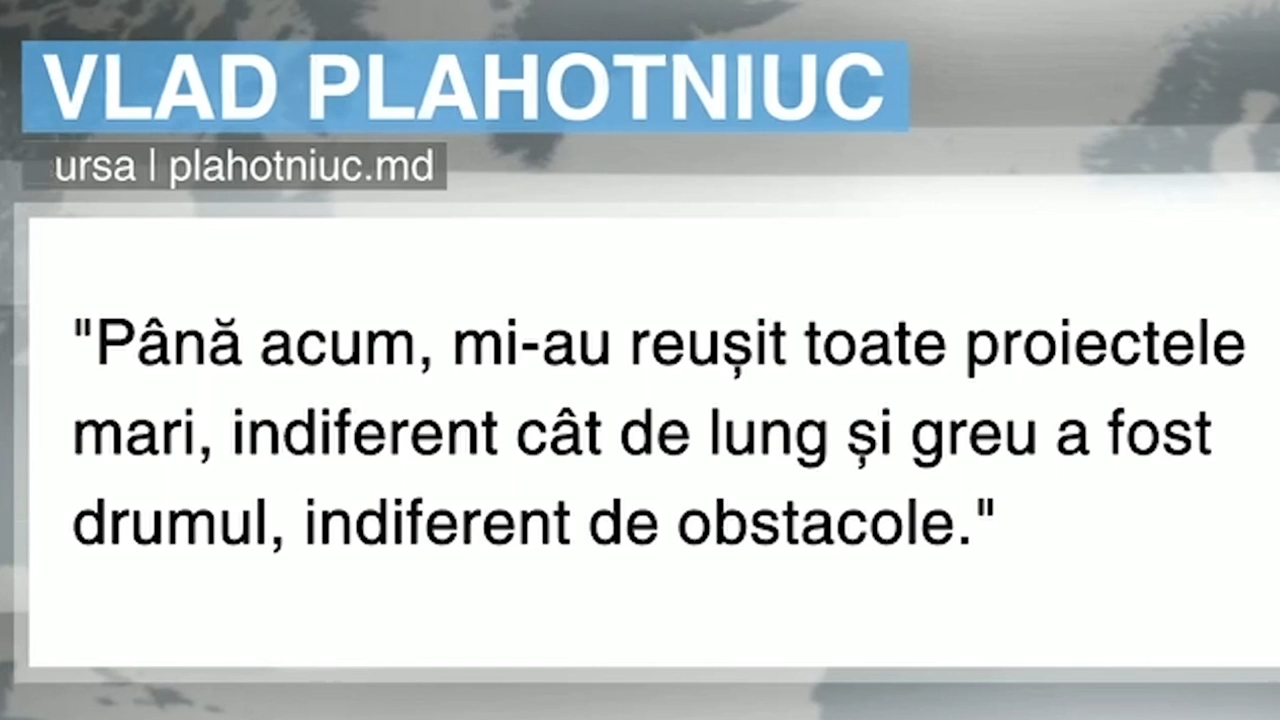 VLAD PLAHOTNIUC
ursa | plahotniuc.md
"Până acum, mi-au reușit toate proiectele
mari, indiferent cât de lung și greu a fost
drumul, indiferent de obstacole."